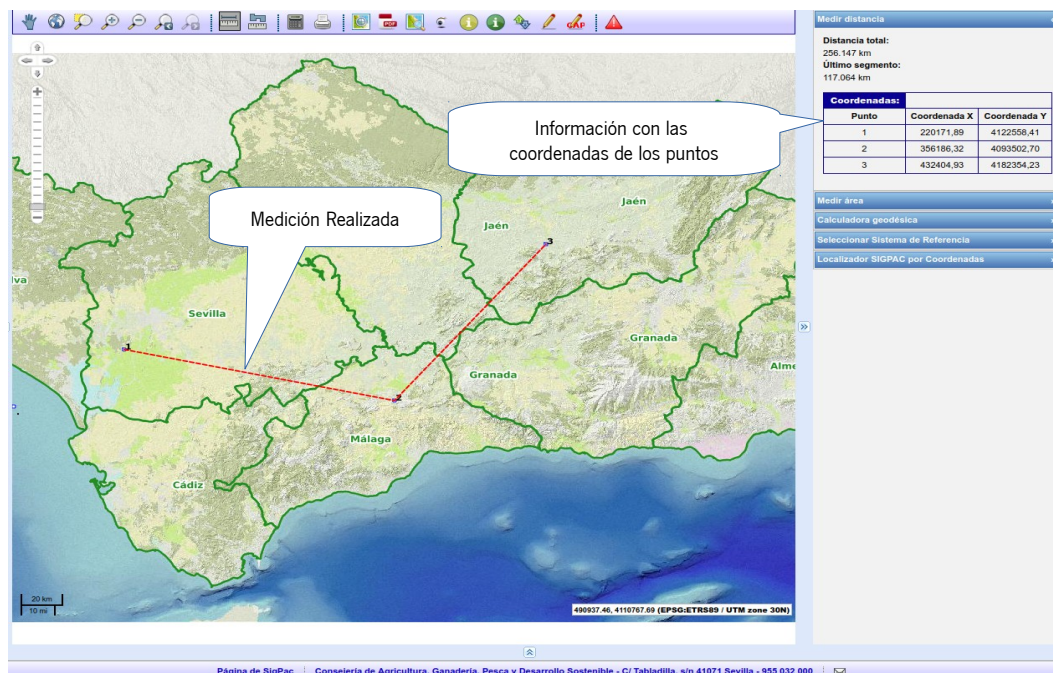 Medir distancia
Distancia total:
256.147 km
Último segmento:
117.064 km
Coordenadas:
Punto Coordenada X Coordenada Y
1 220171,89 4122558,41
2 356186,32 4093502,70
3 432404,93 4182354,23
Medir área
Calculadora geodésica
Seleccionar Sistema de Referencia
Localizador SIGPAC por Coordenadas
PDF
GAP
Información con las
coordenadas de los puntos
Medición Realizada
Jaén
Jaén
3
lva
Sevilla
1
Granada
Alme
Granada
2
Málaga
Cádiz
20 km
10 mi
490937.46, 4110767.69 (EPSG:ETRS89 / UTM zone 30N)
Página de SigPac Consejería de Agricultura, Ganadería, Pesca y Desarrollo Sostenible - C/ Tabladilla, s/n 41071 Sevilla - 955 032 000